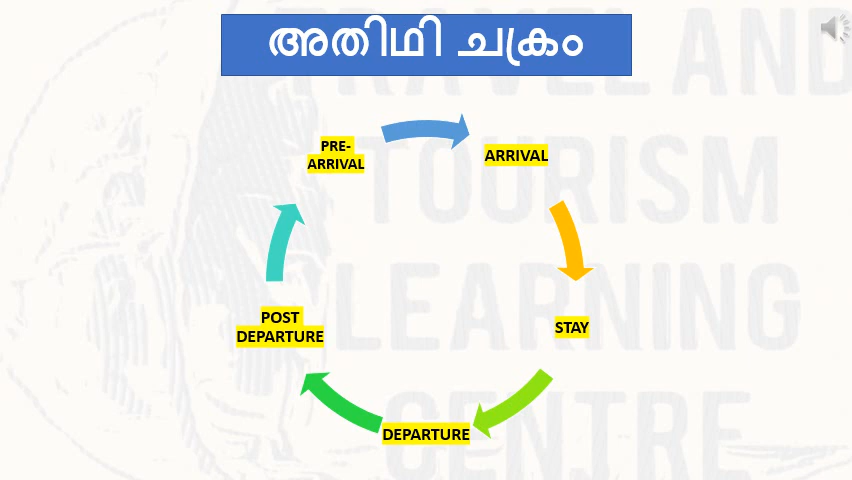 അതിഥി ചക്രം
PRE-
ARRIVAL
ARRIVAL
STAY
DEPARTURE
POST
DEPARTURE
TRAVEL AND
TOURISM
LEARNING
CENTRE